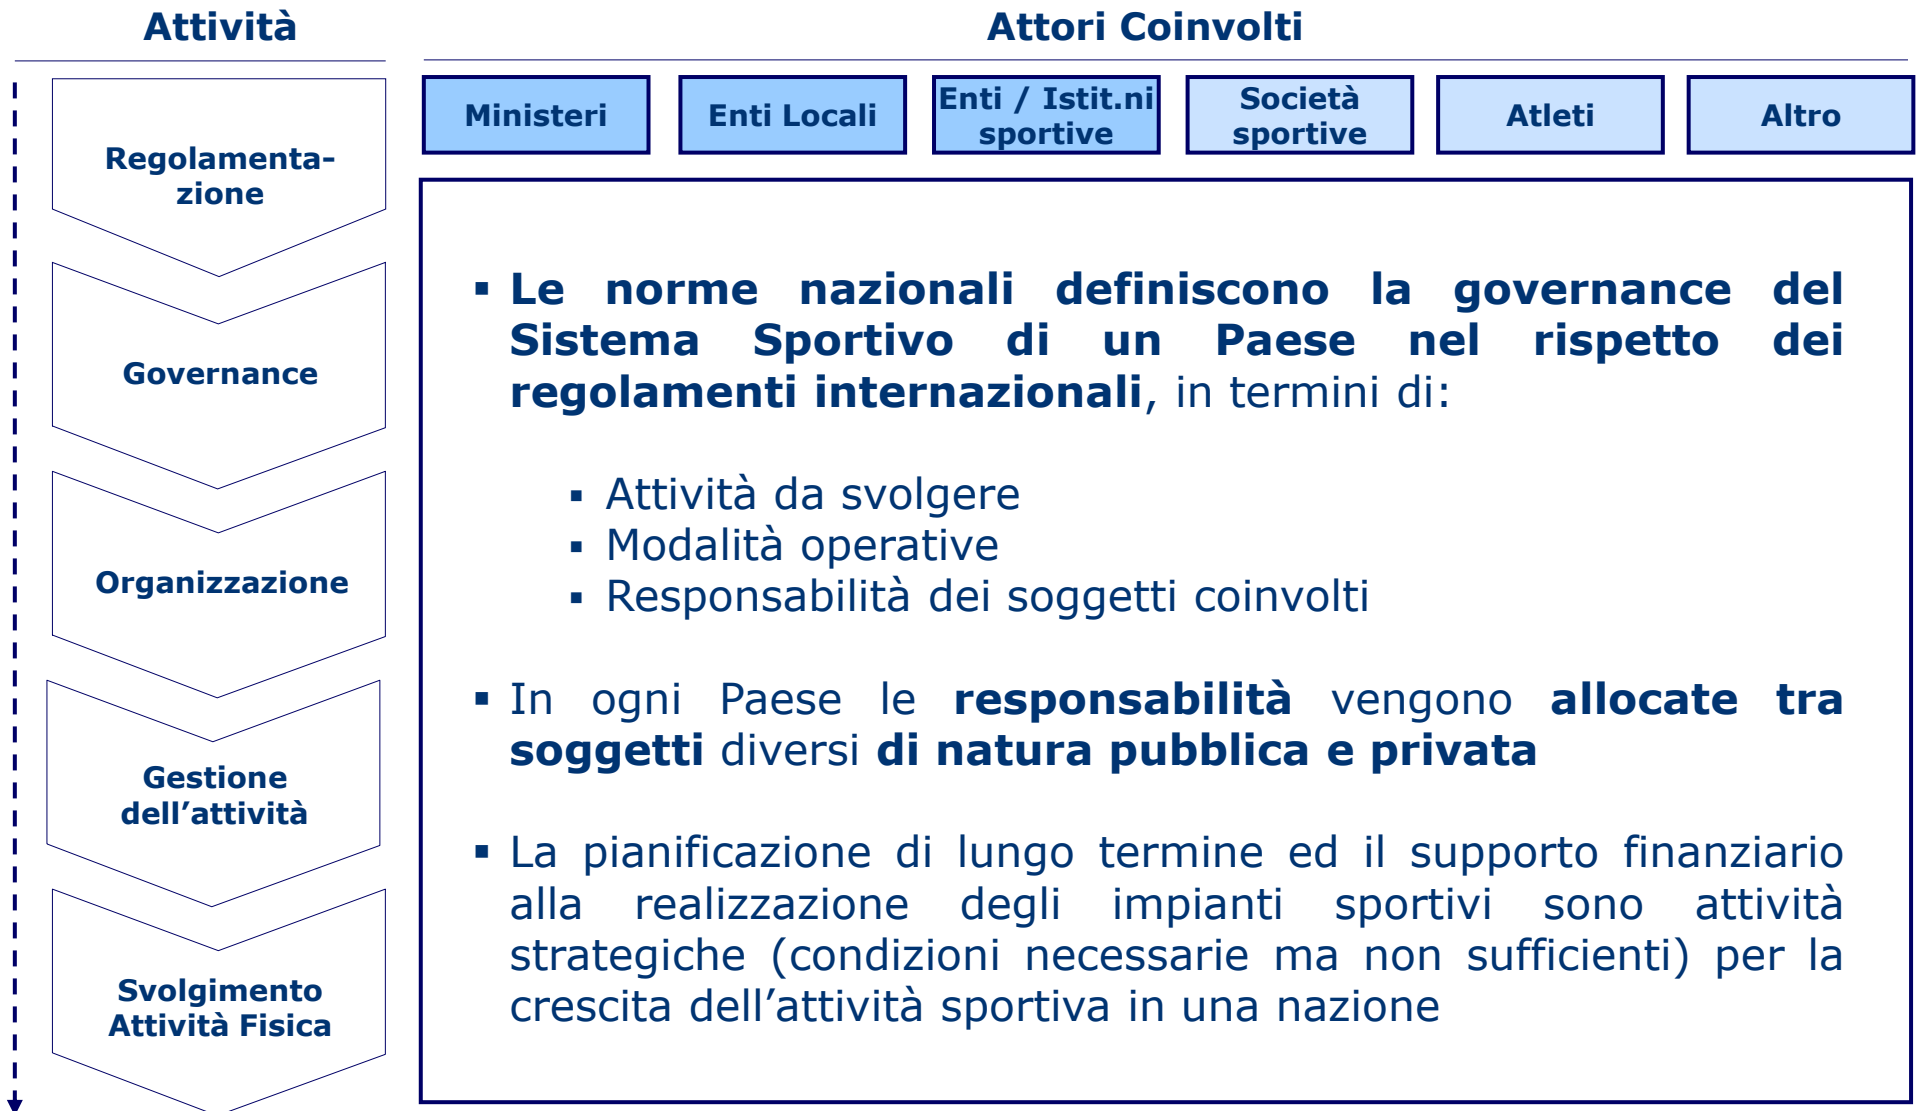 Attività
Attori Coinvolti
Regolamenta-
zione
Governance
Organizzazione
Gestione
dell’attività
Svolgimento
Attività Fisica
Ministeri
Enti Locali
Enti / Istit.ni
sportive
Società
sportive
Atleti
Altro
▪ Le norme nazionali definiscono la governance del
Sistema Sportivo di un Paese nel rispetto dei
regolamenti internazionali, in termini di:
▪ Attività da svolgere
▪ Modalità operative
▪ Responsabilità dei soggetti coinvolti
▪ In ogni Paese le responsabilità vengono allocate tra
soggetti diversi di natura pubblica e privata
▪ La pianificazione di lungo termine ed il supporto finanziario
alla realizzazione degli impianti sportivi sono attività
strategiche (condizioni necessarie ma non sufficienti) per la
crescita dell’attività sportiva in una nazione